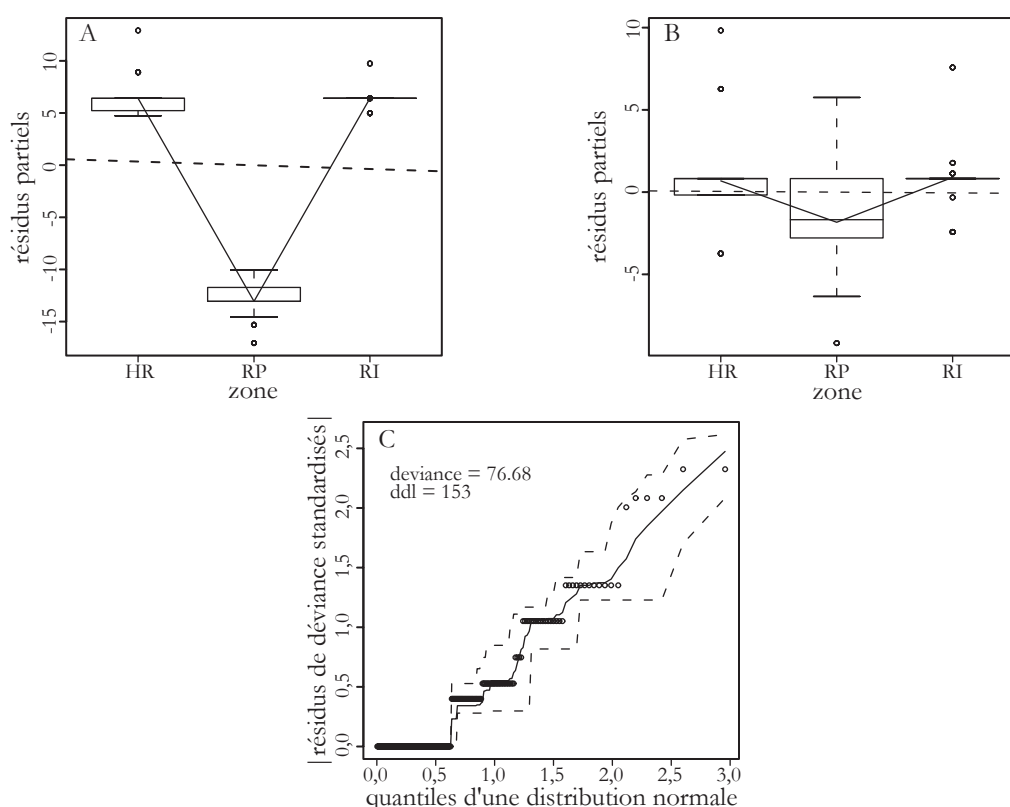 A
résidus partiels
10
5
0
-5
-10
-15
HR RP RI
zone
B
résidus partiels
10
5
0
-5
HR RP RI
zone
C
deviance = 76.68
ddl = 153
|résidus de déviance standardisés|
2,5
2,0
1,5
1,0
0,5
0,0
0,0 0,5 1,0 1,5 2,0 2,5 3,0
quantiles d'une distribution normale